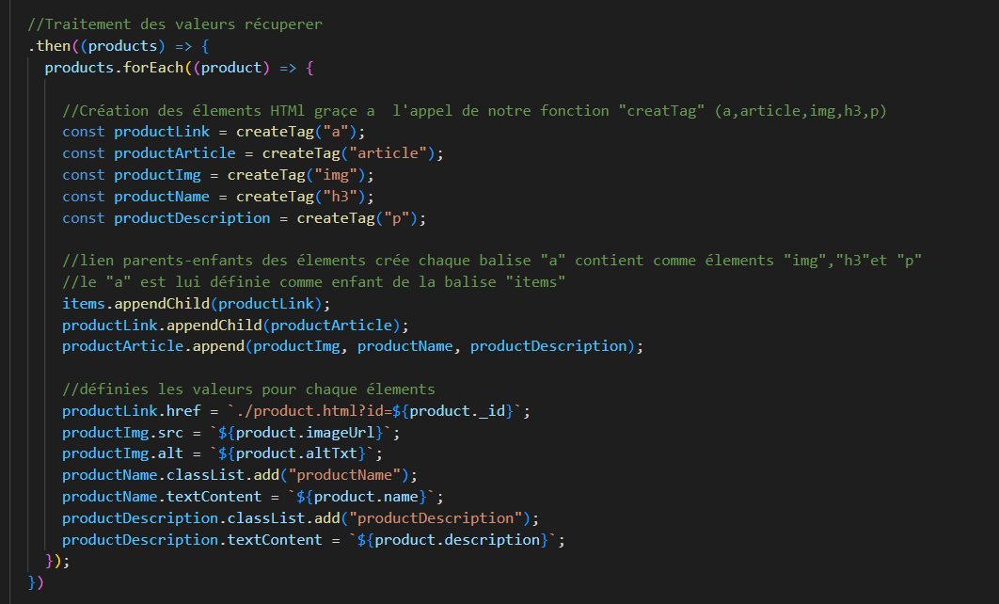 //Traitement des valeurs récuperer
.then((products) => {
products.forEach((product) => {
//Création des élements HTMl graçe a  l'appel de notre fonction "creatTag" (a,article,img,h3,p)
const productLink = createTag("a");
const productArticle = createTag("article");
const productImg = createTag("img");
const productName = createTag("h3");
const productDescription = createTag("p");
//lien parents-enfants des élements crée chaque balise "a" contient comme élements "img","h3"et "p"
//le "a" est lui définie comme enfant de la balise "items"
items.appendChild(productLink);
productLink.appendChild(productArticle);
productArticle.append(productImg, productName, productDescription);
//définies les valeurs pour chaque élements
productLink.href = `./product.html?id=${product._id}`;
productImg.src = `${product.imageUrl}`;
productImg.alt = `${product.altTxt}`;
productName.classList.add("productName");
productName.textContent = `${product.name}`;
productDescription.classList.add("productDescription");
productDescription.textContent = `${product.description}`;
});
})